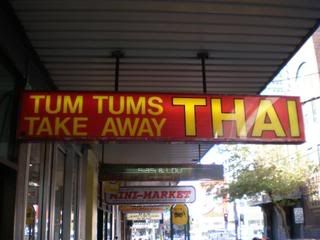 TUM TUMS
TAKE AWAY
THAI
MINI-MARKET